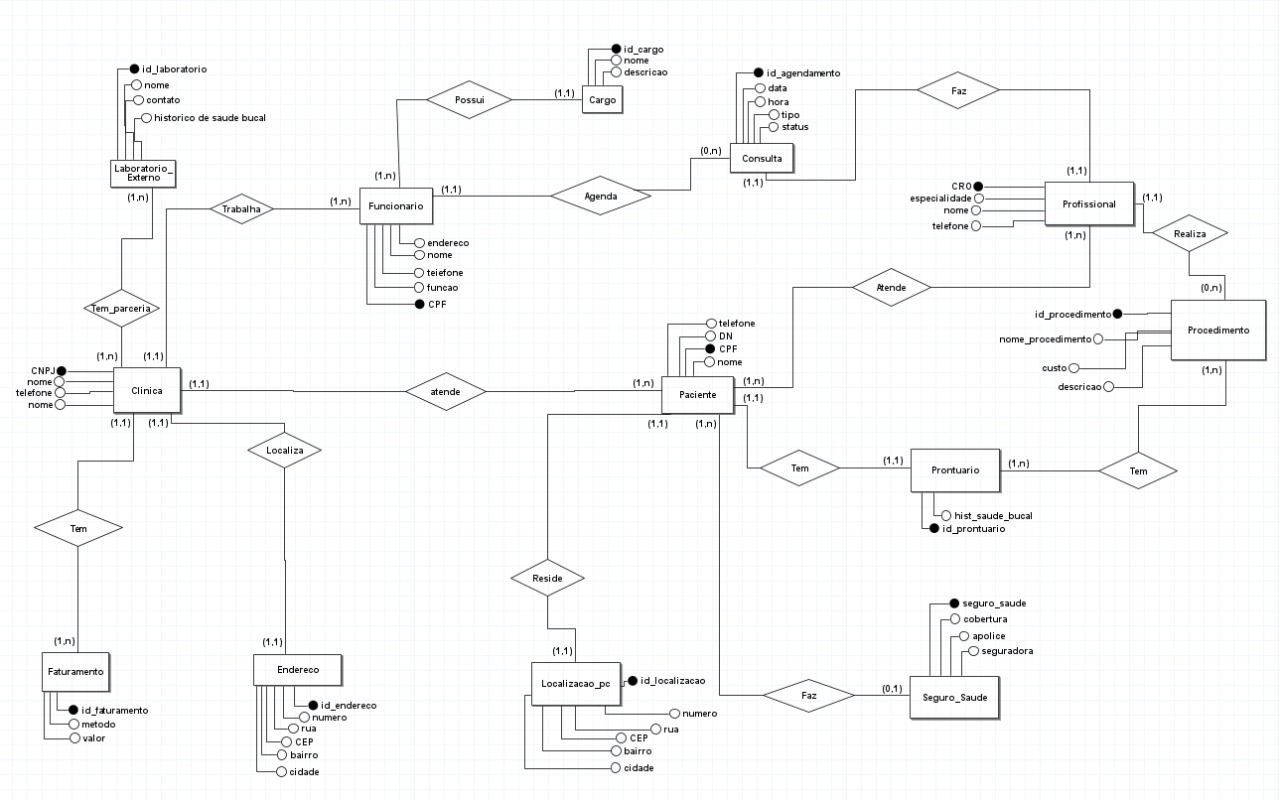 id_cargo
nome
descricao
Cargo
(1,1)
Possui
(1,n)
id_laboratorio
nome
contato
historico de saude bucal
Laboratorio_
Externo
(1,n)
id_agendamento
data
hora
tipo
status
Consulta
(0,n)
(1,1)
Faz
(1,1)
Trabalha
(1,n)
Funcionario
(1,1)
Agenda
endereco
nome
teiefone
funcao
CPF
CRO
especialidade
nome
telefone
Profissional
(1,1)
(1,n)
Realiza
(0,n)
Atende
id_procedimento
nome_procedimento
custo
descricao
Procedimento
(1,n)
Tem_parceria
(1,n)
(1,1)
CNPJ
nome
telefone
nome
Clinica
(1,1)
(1,1)
(1,1)
atende
telefone
DN
CPF
nome
(1,n)
Paciente
(1,n)
(1,1)
(1,1)
(1,n)
Localiza
Tem
(1,1)
Prontuario
(1,n)
Tem
hist_saude_bucal
id_prontuario
Tem
Reside
(1,n)
Faturamento
id_faturamento
metodo
valor
(1,1)
Endereco
id_endereco
numero
rua
CEP
bairro
cidade
(1,1)
Localizacao_pc
id_localizacao
numero
rua
CEP
bairro
cidade
seguro_saude
cobertura
apolice
seguradora
Faz
(0,1)
Seguro_Saude